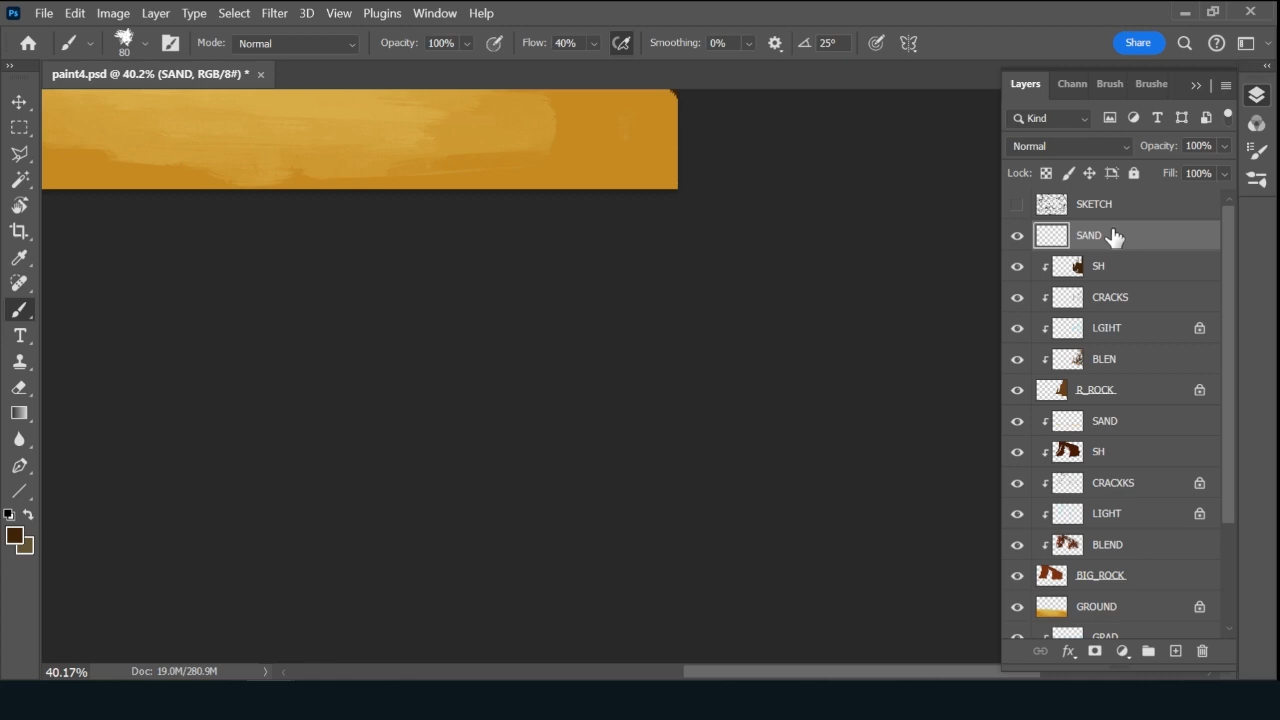 Ps File Edit Image Layer Type Select Filter 3D View Plugins Window Help
80 Mode: Normal Opacity: 100% Flow: 40% Smoothing: 0% 25° Share
paint4.psd @ 40.2% (SAND, RGB/8#) *
Layers Chann Brush Brushe
Kind
Normal Opacity: 100%
Lock: Fill: 100%
SKETCH
SAND
SH
CRACKS
LGIHT
BLEN
R_ROCK
SAND
SH
CRACXKS
LIGHT
BLEND
BIG_ROCK
GROUND
GRAD
fx
40.17% Doc: 19.0M/280.9M